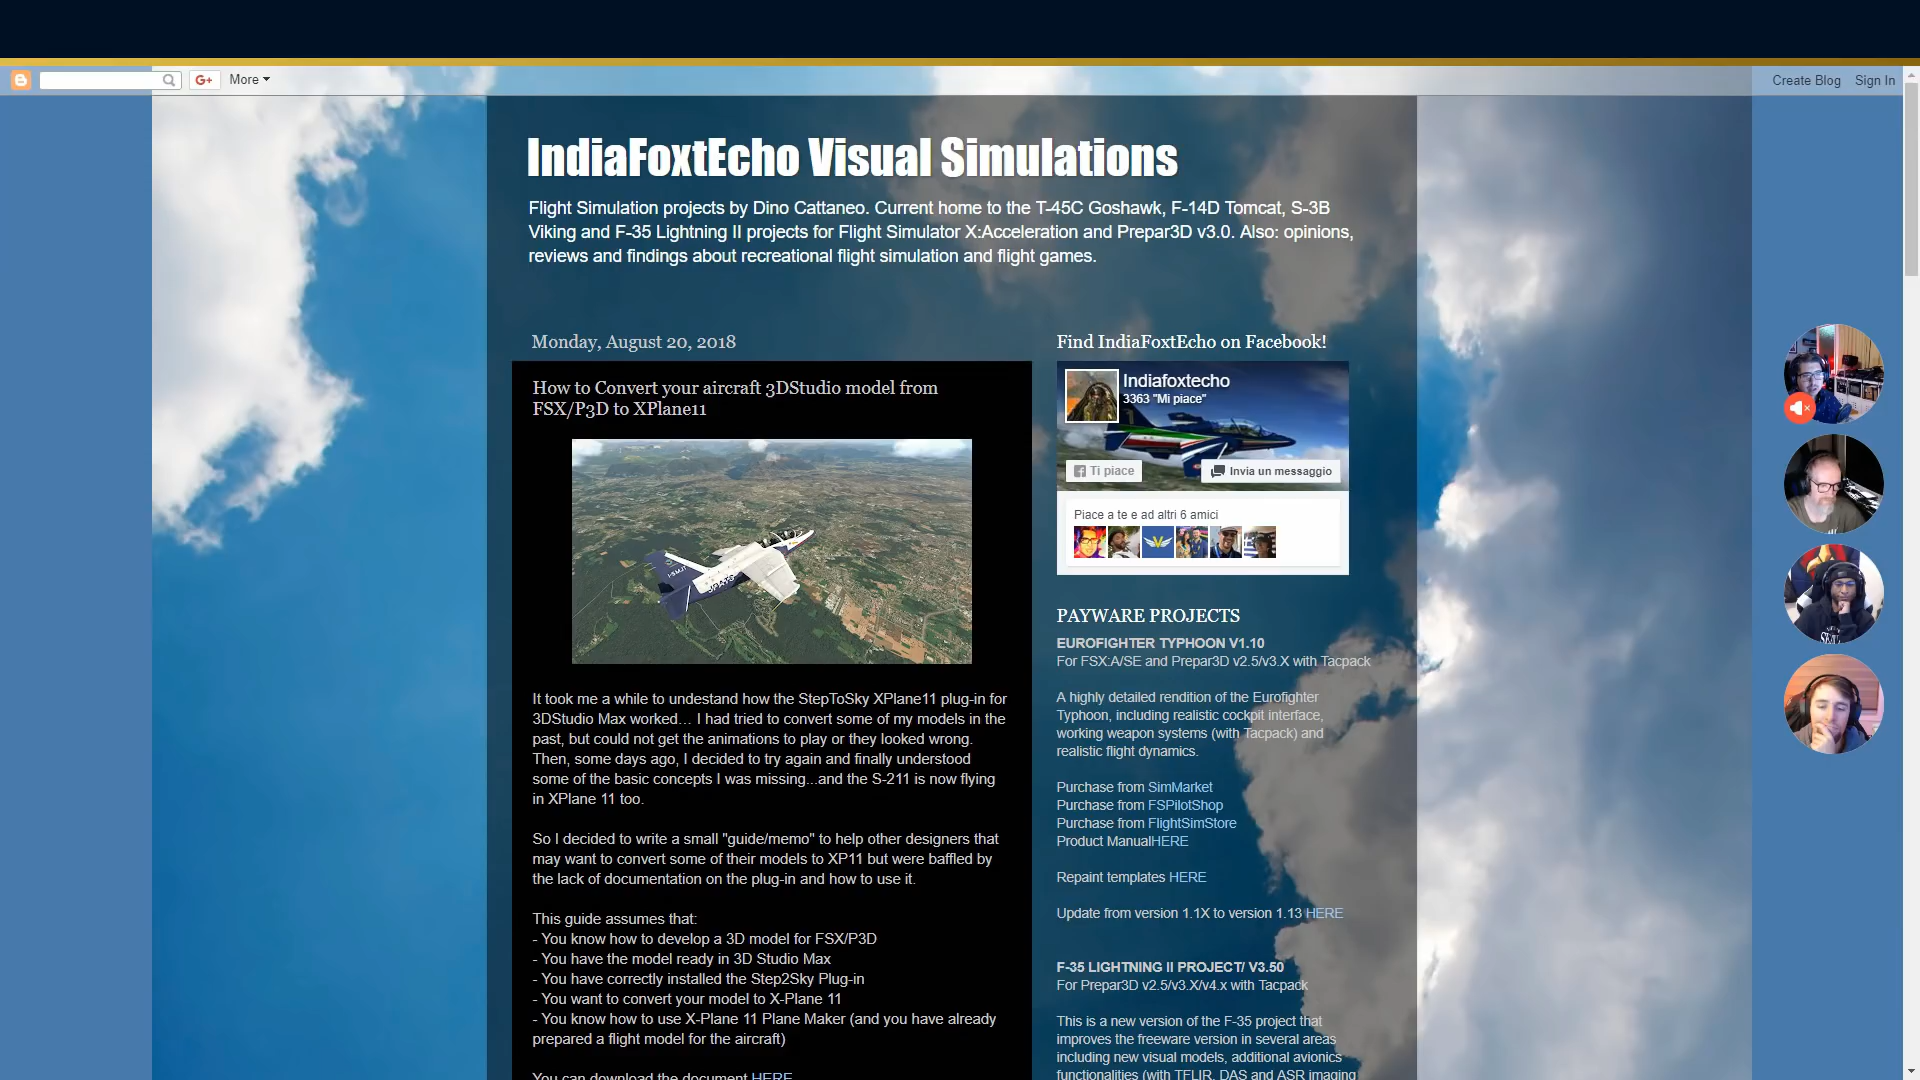 G+ More
Create Blog Sign In
IndiaFoxtEcho Visual Simulations
Flight Simulation projects by Dino Cattaneo. Current home to the T-45C Goshawk, F-14D Tomcat, S-3B
Viking and F-35 Lightning II projects for Flight Simulator X:Acceleration and Prepar3D v3.0. Also: opinions,
reviews and findings about recreational flight simulation and flight games.
Monday, August 20, 2018
How to Convert your aircraft 3DStudio model from
FSX/P3D to XPlane11
It took me a while to undestand how the StepToSky XPlane11 plug-in for
3DStudio Max worked... I had tried to convert some of my models in the
past, but could not get the animations to play or they looked wrong.
Then, some days ago, I decided to try again and finally understood
some of the basic concepts I was missing...and the S-211 is now flying
in XPlane 11 too.
So I decided to write a small "guide/memo" to help other designers that
may want to convert some of their models to XP11 but were baffled by
the lack of documentation on the plug-in and how to use it.
This guide assumes that:
- You know how to develop a 3D model for FSX/P3D
- You have the model ready in 3D Studio Max
- You have correctly installed the Step2Sky Plug-in
- You want to convert your model to X-Plane 11
- You know how to use X-Plane 11 Plane Maker (and you have already
prepared a flight model for the aircraft)
You can download the document HERE
Find IndiaFoxtEcho on Facebook!
Indiafoxtecho
3363 "Mi piace"
Ti piace
Invia un messaggio
Piace a te e ad altri 6 amici
PAYWARE PROJECTS
EUROFIGHTER TYPHOON V1.10
For FSX:A/SE and Prepar3D v2.5/v3.X with Tacpack
A highly detailed rendition of the Eurofighter
Typhoon, including realistic cockpit interface,
working weapon systems (with Tacpack) and
realistic flight dynamics.
Purchase from SimMarket
Purchase from FSPilotShop
Purchase from FlightSimStore
Product ManualHERE
Repaint templates HERE
Update from version 1.1X to version 1.13 HERE
F-35 LIGHTNING II PROJECT/ V3.50
For Prepar3D v2.5/v3.X/v4.x with Tacpack
This is a new version of the F-35 project that
improves the freeware version in several areas
including new visual models, additional avionics
functionalities (with TFLIR, DAS and ASR imaging